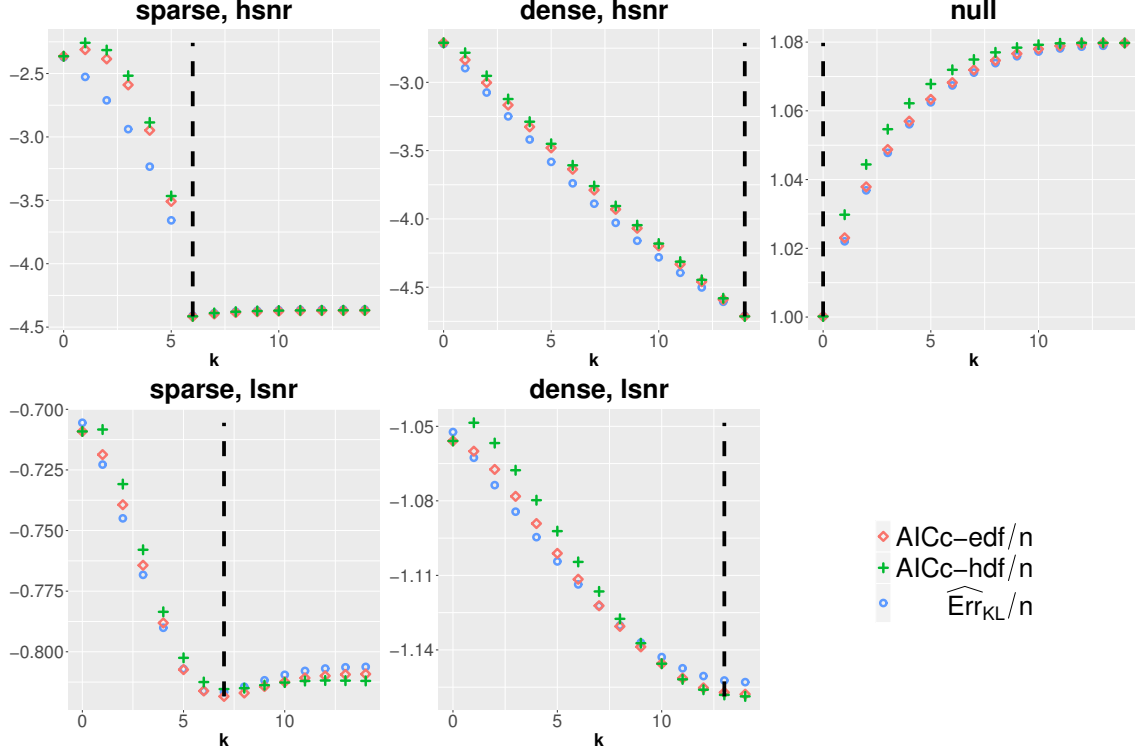 sparse, hsnr
dense, hsnr
null
−2.5
−3.0
−3.5
−4.0
−4.5
0
5
10
k
−3.0
−3.5
−4.0
−4.5
0
5
10
k
1.08
1.06
1.04
1.02
1.00
0
5
10
k
sparse, lsnr
dense, lsnr
−0.700
−0.725
−0.750
−0.775
−0.800
0
5
10
k
−1.05
−1.08
−1.11
−1.14
0
5
10
k
AICc−edf/n
AICc−hdf/n
$\widehat{Err}_{KL}$/n